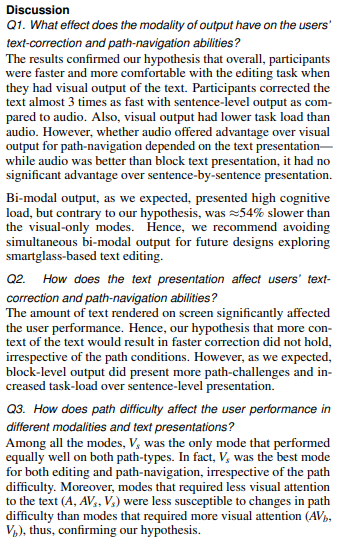 Discussion
Q1. What effect does the modality of output have on the users'
text-correction and path-navigation abilities?
The results confirmed our hypothesis that overall, participants
were faster and more comfortable with the editing task when
they had visual output of the text. Participants corrected the
text almost 3 times as fast with sentence-level output as com-
pared to audio. Also, visual output had lower task load than
audio. However, whether audio offered advantage over visual
output for path-navigation depended on the text presentation—
while audio was better than block text presentation, it had no
significant advantage over sentence-by-sentence presentation.
Bi-modal output, as we expected, presented high cognitive
load, but contrary to our hypothesis, was ≈54% slower than
the visual-only modes. Hence, we recommend avoiding
simultaneous bi-modal output for future designs exploring
smartglass-based text editing.
Q2. How does the text presentation affect users' text-
correction and path-navigation abilities?
The amount of text rendered on screen significantly affected
the user performance. Hence, our hypothesis that more con-
text of the text would result in faster correction did not hold,
irrespective of the path conditions. However, as we expected,
block-level output did present more path-challenges and in-
creased task-load over sentence-level presentation.
Q3. How does path difficulty affect the user performance in
different modalities and text presentations?
Among all the modes, Vs was the only mode that performed
equally well on both path-types. In fact, Vs was the best mode
for both editing and path-navigation, irrespective of the path
difficulty. Moreover, modes that required less visual attention
to the text (A, AVs, Vs) were less susceptible to changes in path
difficulty than modes that required more visual attention (AVb,
Vb), thus, confirming our hypothesis.